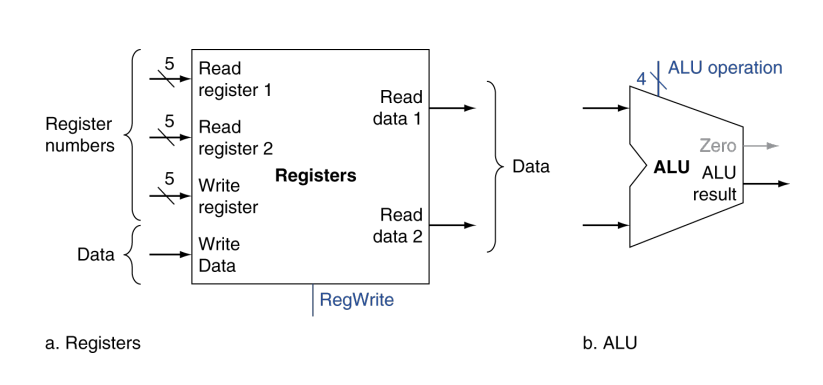 Register
numbers
Data
5
Read
register 1
5
Read
register 2
5
Write
register
Write
Data
Registers
Read
data 1
Read
data 2
Data
RegWrite
a. Registers
4
ALU operation
ALU
Zero
ALU
result
b. ALU